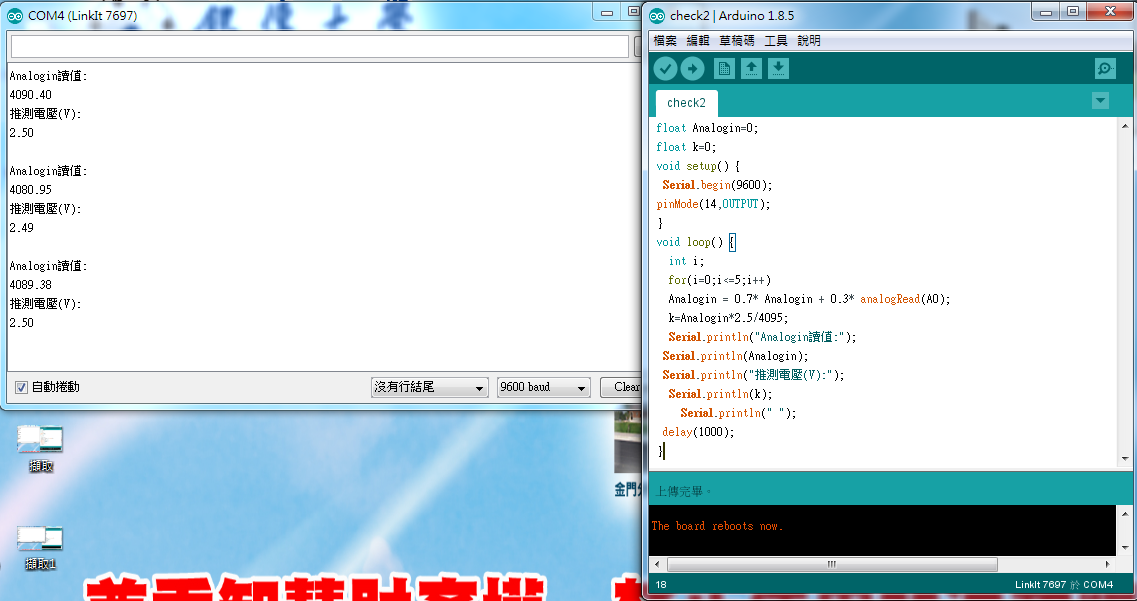 COM4 (LinkIt 7697)
Analogin讀值:
4090.40
推測電壓(V):
2.50
Analogin讀值:
4080.95
推測電壓(V):
2.49
Analogin讀值:
4089.38
推測電壓(V):
2.50
自動捲動
沒有行結尾
9600 baud
Clear
擷取
擷取1
check2 | Arduino 1.8.5
檔案 編輯 草稿碼 工具 說明
check2
float Analogin=0;
float k=0;
void setup() {
Serial.begin(9600);
pinMode(14,OUTPUT);
}
void loop() {
int i;
for(i=0;i<=5;i++)
Analogin = 0.7* Analogin + 0.3* analogRead(A0);
k=Analogin*2.5/4095;
Serial.println("Analogin讀值:");
Serial.println(Analogin);
Serial.println("推測電壓(V):");
Serial.println(k);
Serial.println(" ");
delay(1000);
}
上傳完畢。
The board reboots now.
18
LinkIt 7697 於 COM4
金門